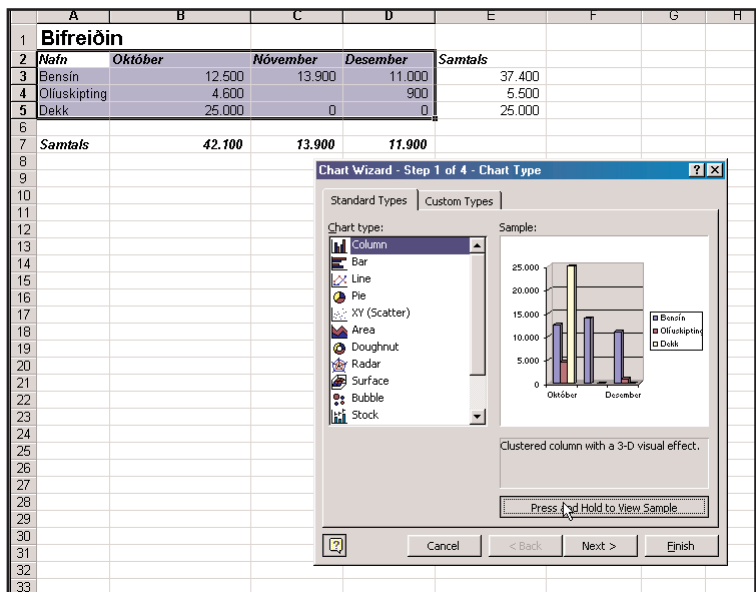 A B C D E F G H
1 Bifreiðin
2 Nafn Október Nóvember Desember Samtals
3 Bensín 12.500 13.900 11.000 37.400
4 Olíuskipting 4.600 900 5.500
5 Dekk 25.000 0 0 25.000
6
7 Samtals 42.100 13.900 11.900
8
9
10
11
12
13
14
15
16
17
18
19
20
21
22
23
24
25
26
27
28
29
30
31
32
33
Chart Wizard - Step 1 of 4 - Chart Type
Standard Types Custom Types
Chart type:
Column
Bar
Line
Pie
XY (Scatter)
Area
Doughnut
Radar
Surface
Bubble
Stock
Sample:
25.000
20.000
15.000
10.000
5.000
0
Október Desember
Bensín
Olíuskipting
Dekk
Clustered column with a 3-D visual effect.
Press and Hold to View Sample
Cancel < Back Next > Finish